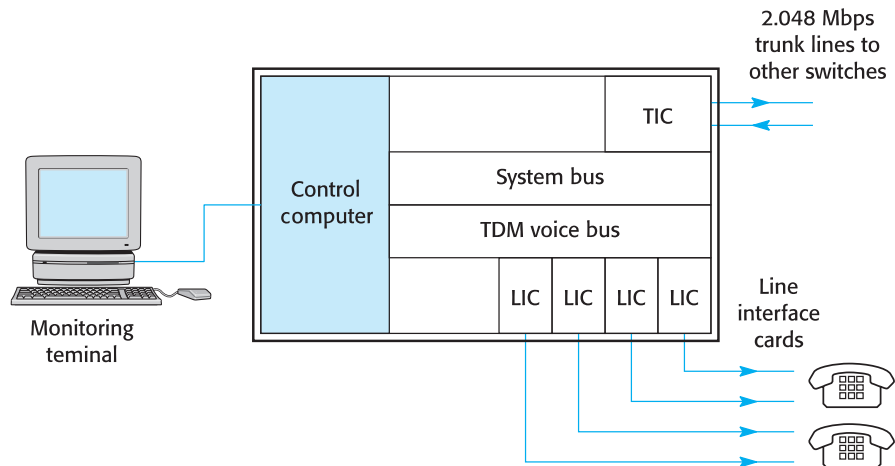 2.048 Mbps
trunk lines to
other switches
TIC
Control
computer
System bus
TDM voice bus
LIC
LIC
LIC
LIC
Line
interface
cards
Monitoring
teminal